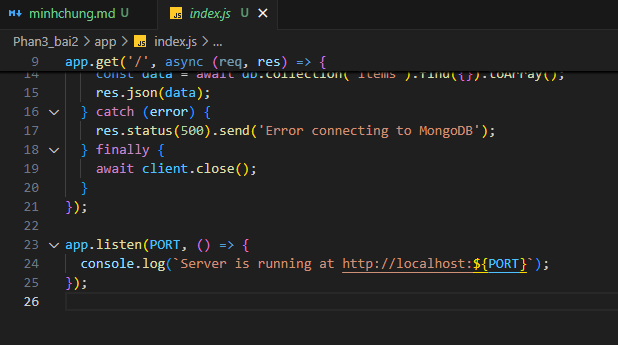 minhchung.md U index.js U
Phan3_bai2 > app > JS index.js > ...
9 app.get('/', async (req, res) => {
14 const data = await db.collection('items').find({}).toArray();
15 res.json(data);
16 } catch (error) {
17 res.status(500).send('Error connecting to MongoDB');
18 } finally {
19 await client.close();
20 }
21 });
22
23 app.listen(PORT, () => {
24 console.log(`Server is running at http://localhost:${PORT}`);
25 });
26